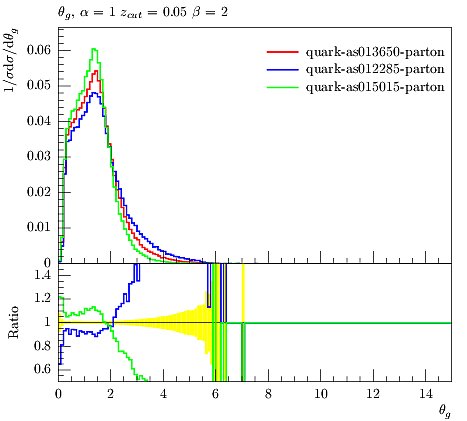 θg, α = 1 zcut = 0.05 β = 2
1/σdσ/dθg
0.06
0.05
0.04
0.03
0.02
0.01
0
quark-as013650-parton
quark-as012285-parton
quark-as015015-parton
Ratio
1.4
1.2
1
0.8
0.6
0 2 4 6 8 10 12 14
θg